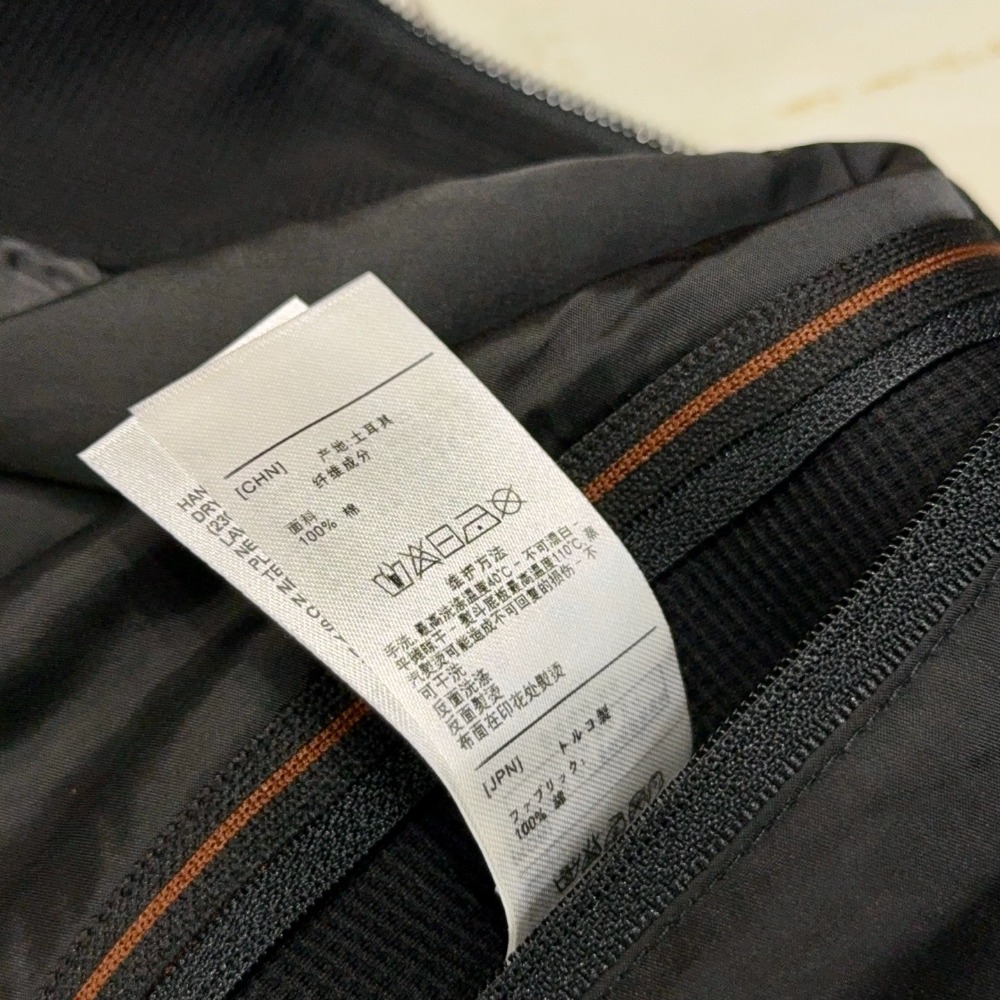 [CHN] 产地:土耳其
纤维成分
面料
100% 棉
维护方法
手洗,最高洗涤温度40°C - 不可漂白 -
平摊晾干 - 熨斗底板最高温度110°C,蒸
汽熨烫可能造成不可回复的损伤 - 不
可干洗
反面洗涤
反面熨烫
布面在印花处熨烫
[JPN] トルコ製
ファブリック,
100% 綿
HAN
DRY